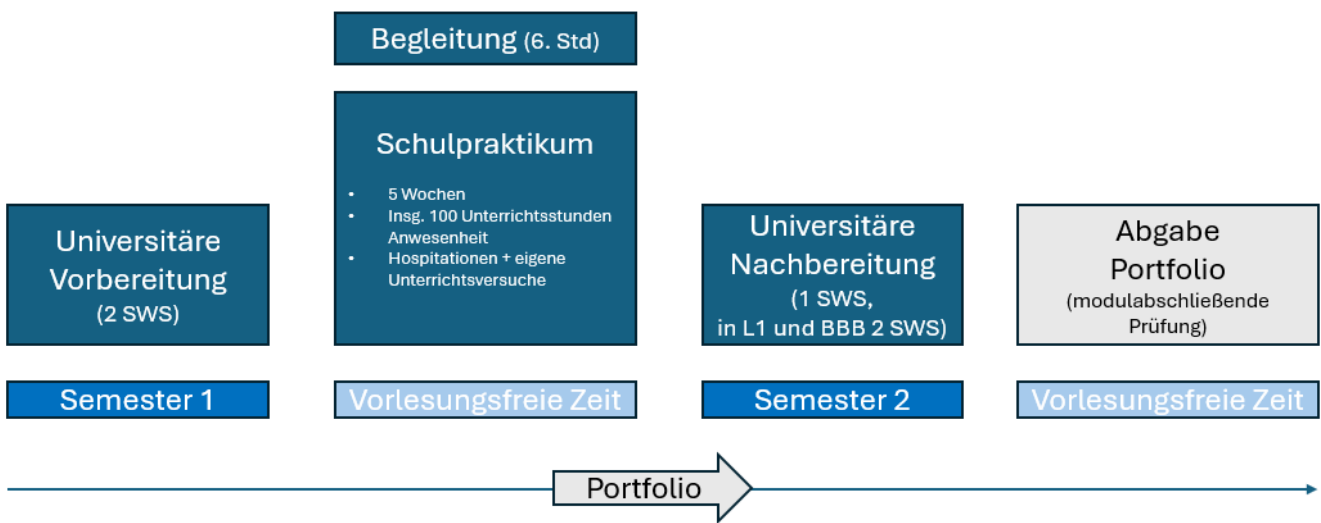 Begleitung (6. Std)
Schulpraktikum
• 5 Wochen
• Insg. 100 Unterrichtsstunden
Anwesenheit
• Hospitationen + eigene
Unterrichtsversuche
Universitäre
Vorbereitung
(2 SWS)
Universitäre
Nachbereitung
(1 SWS,
in L1 und BBB 2 SWS)
Abgabe
Portfolio
(modulabschließende
Prüfung)
Semester 1
Vorlesungsfreie Zeit
Semester 2
Vorlesungsfreie Zeit
Portfolio